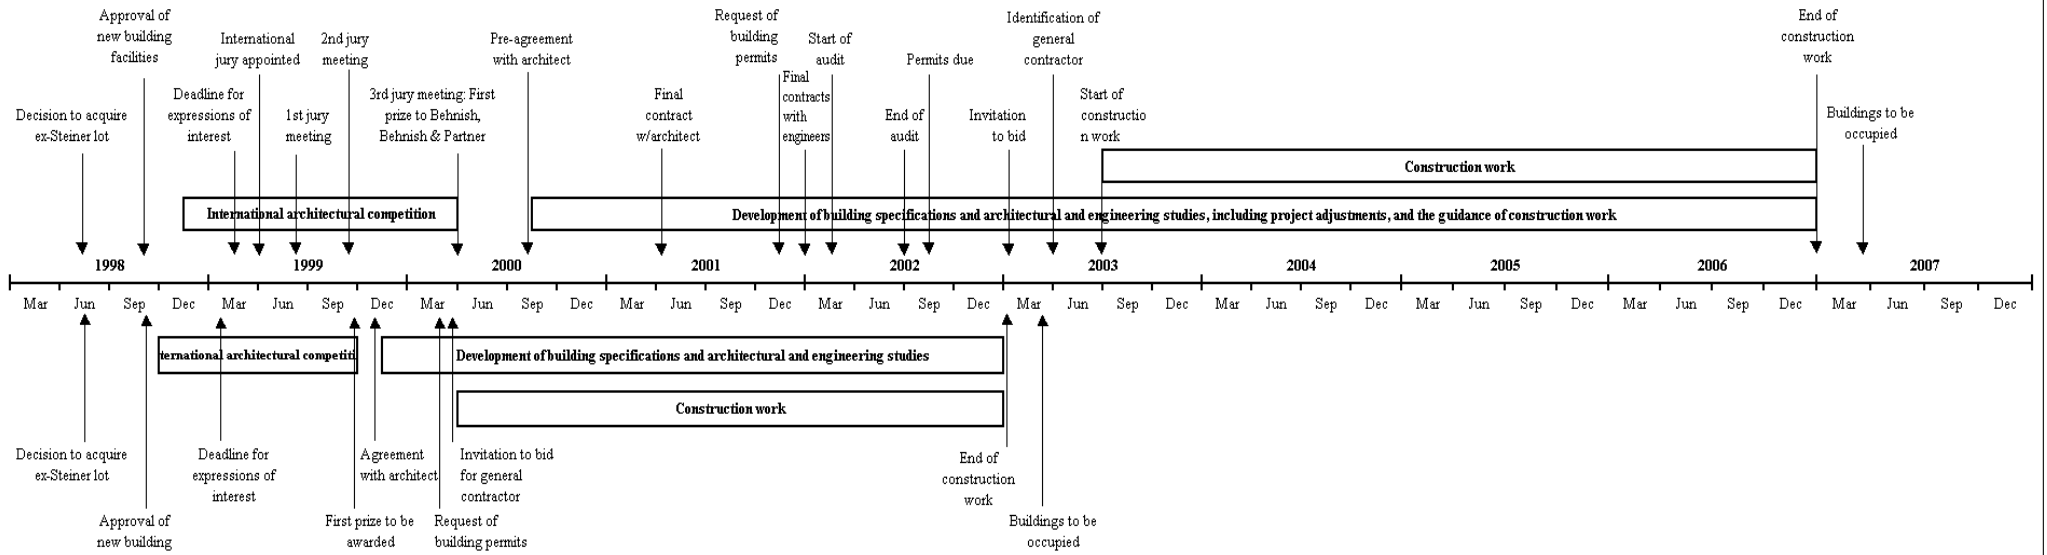 Approval of
new building
facilities
International
jury appointed
2nd jury
meeting
Pre-agreement
with architect
Request of
building
permits
Start of
audit
Permits due
Identification of
general
contractor
End of
construction
work
Decision to acquire
ex-Steiner lot
Deadline for
expressions of
interest
1st jury
meeting
3rd jury meeting: First
prize to Behnish,
Behnish & Partner
Final
contract
w/architect
Final
contracts
with
engineers
End of
audit
Invitation
to bid
Start of
constructio
n work
Buildings to be
occupied
Construction work
International architectural competition
Development of building specifications and architectural and engineering studies, including project adjustments, and the guidance of construction work
1998 1999 2000 2001 2002 2003 2004 2005 2006 2007
Mar Jun Sep Dec Mar Jun Sep Dec Mar Jun Sep Dec Mar Jun Sep Dec Mar Jun Sep Dec Mar Jun Sep Dec Mar Jun Sep Dec Mar Jun Sep Dec Mar Jun Sep Dec Mar Jun Sep Dec
ternational architectural competiti
Development of building specifications and architectural and engineering studies
Construction work
Decision to acquire
ex-Steiner lot
Deadline for
expressions of
interest
Agreement
with architect
Invitation to bid
for general
contractor
End of
construction
work
Approval of
new building
First prize to be
awarded
Request of
building permits
Buildings to be
occupied